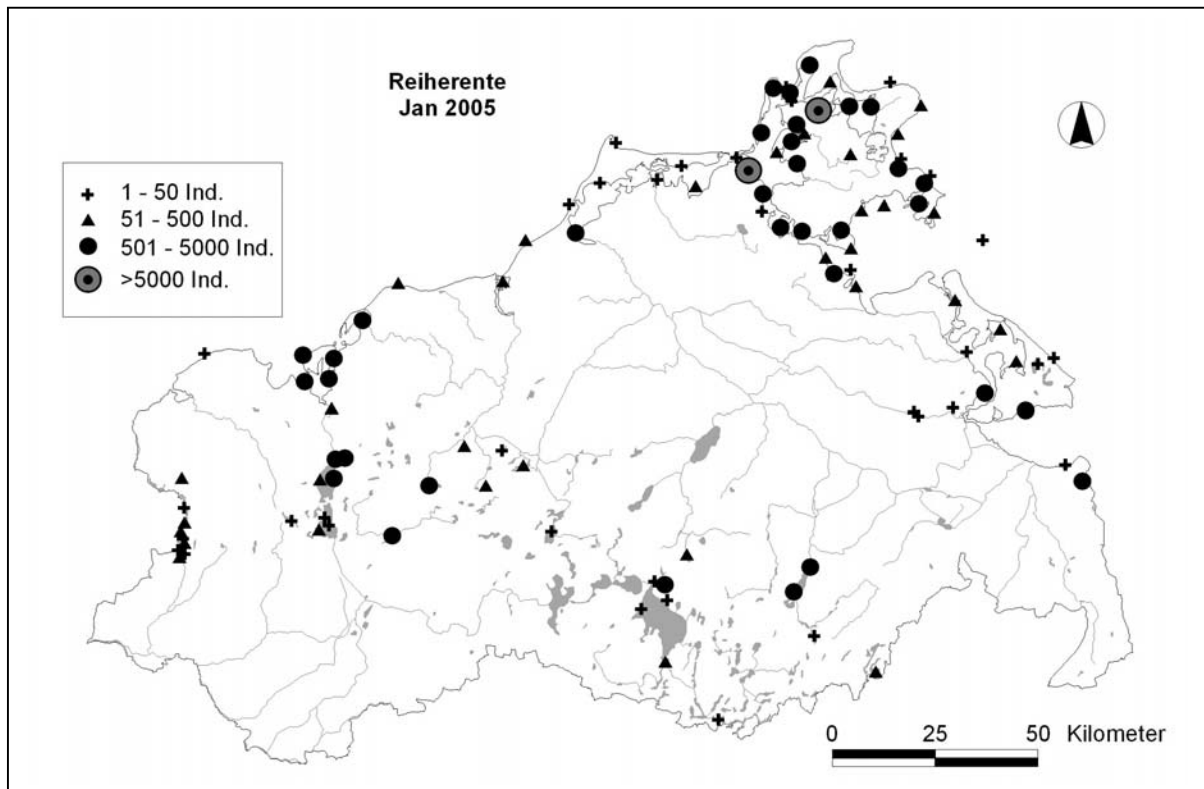 Reiherente
Jan 2005
1 - 50 Ind.
51 - 500 Ind.
501 - 5000 Ind.
>5000 Ind.
0 25 50 Kilometer